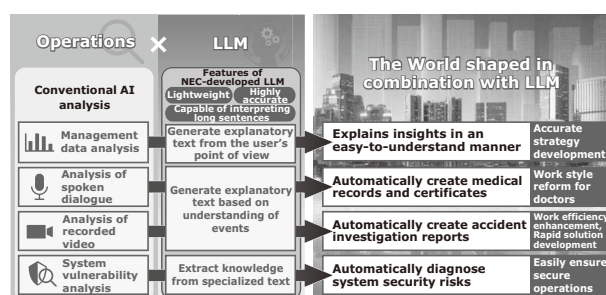 Operations × LLM
The World shaped in
combination with LLM
Conventional AI
analysis
Features of
NEC-developed LLM
Lightweight
Highly
accurate
Capable of interpreting
long sentences
Management
data analysis
Generate explanatory
text from the user's
point of view
Explains insights in an
easy-to-understand manner
Accurate
strategy
development
Analysis of
spoken
dialogue
Generate explanatory
text based on
understanding of
events
Automatically create medical
records and certificates
Work style
reform for
doctors
Analysis of
recorded
video
Automatically create accident
investigation reports
Work efficiency
enhancement,
Rapid solution
development
System
vulnerability
analysis
Extract knowledge
from specialized text
Automatically diagnose
system security risks
Easily ensure
secure
operations